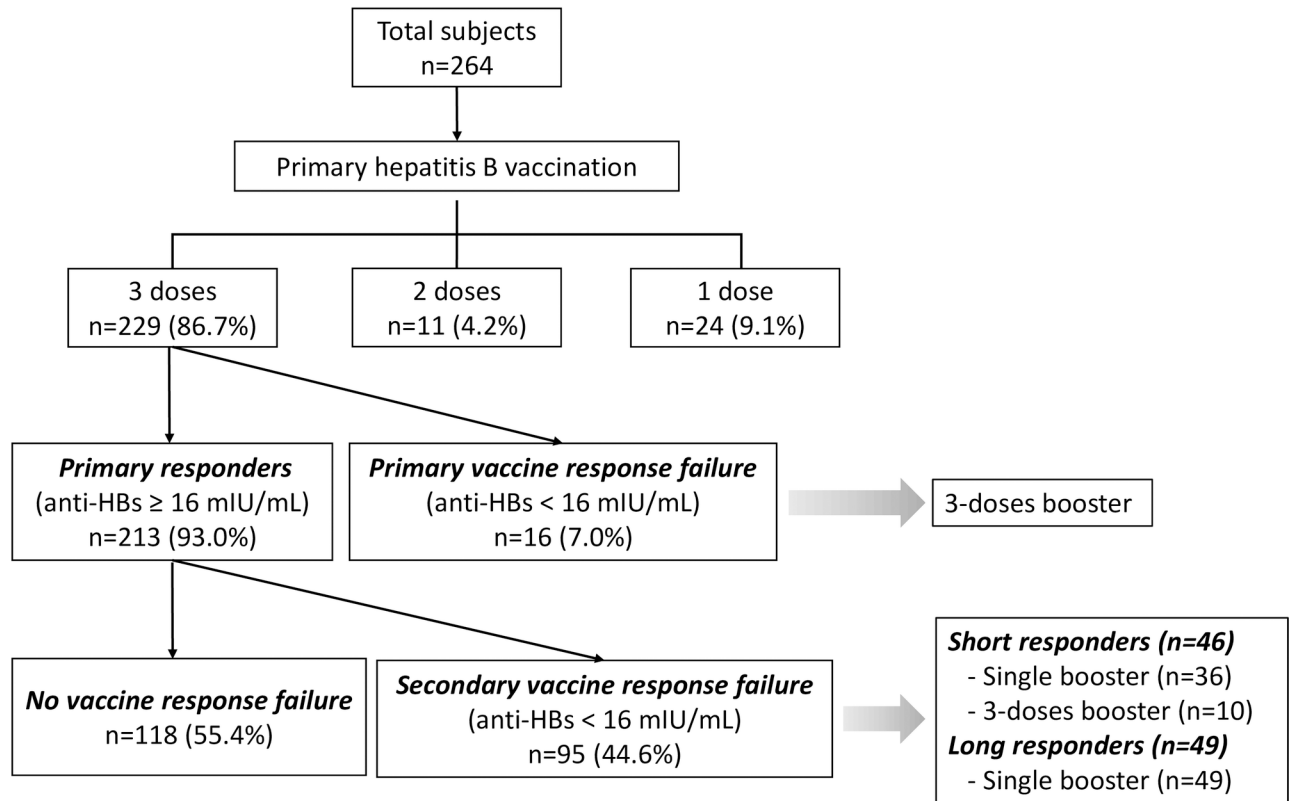 Total subjects
n=264
Primary hepatitis B vaccination
3 doses
n=229 (86.7%)
2 doses
n=11 (4.2%)
1 dose
n=24 (9.1%)
Primary responders
(anti-HBs ≥ 16 mIU/mL)
n=213 (93.0%)
Primary vaccine response failure
(anti-HBs < 16 mIU/mL)
n=16 (7.0%)
3-doses booster
No vaccine response failure
n=118 (55.4%)
Secondary vaccine response failure
(anti-HBs < 16 mIU/mL)
n=95 (44.6%)
Short responders (n=46)
- Single booster (n=36)
- 3-doses booster (n=10)
Long responders (n=49)
- Single booster (n=49)